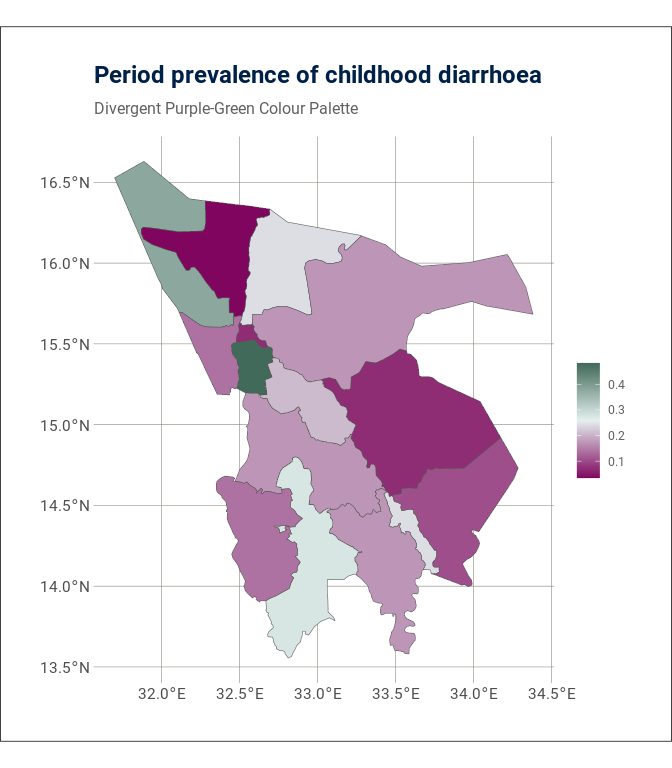 Period prevalence of childhood diarrhoea
Divergent Purple-Green Colour Palette
16.5°N
16.0°N
15.5°N
15.0°N
14.5°N
14.0°N
13.5°N
0.4
0.3
0.2
0.1
32.0°E 32.5°E 33.0°E 33.5°E 34.0°E 34.5°E